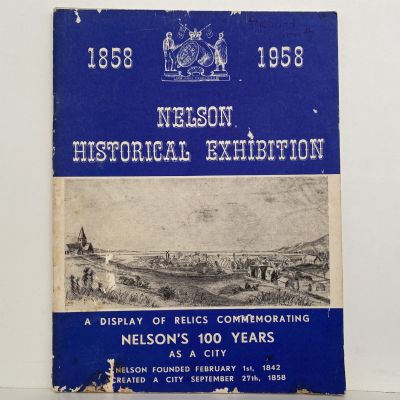 1858 1958
NELSON
HISTORICAL EXHIBITION
A DISPLAY OF RELICS COMMEMORATING
NELSON'S 100 YEARS
AS A CITY
NELSON FOUNDED FEBRUARY 1st, 1842
CREATED A CITY SEPTEMBER 27th, 1858